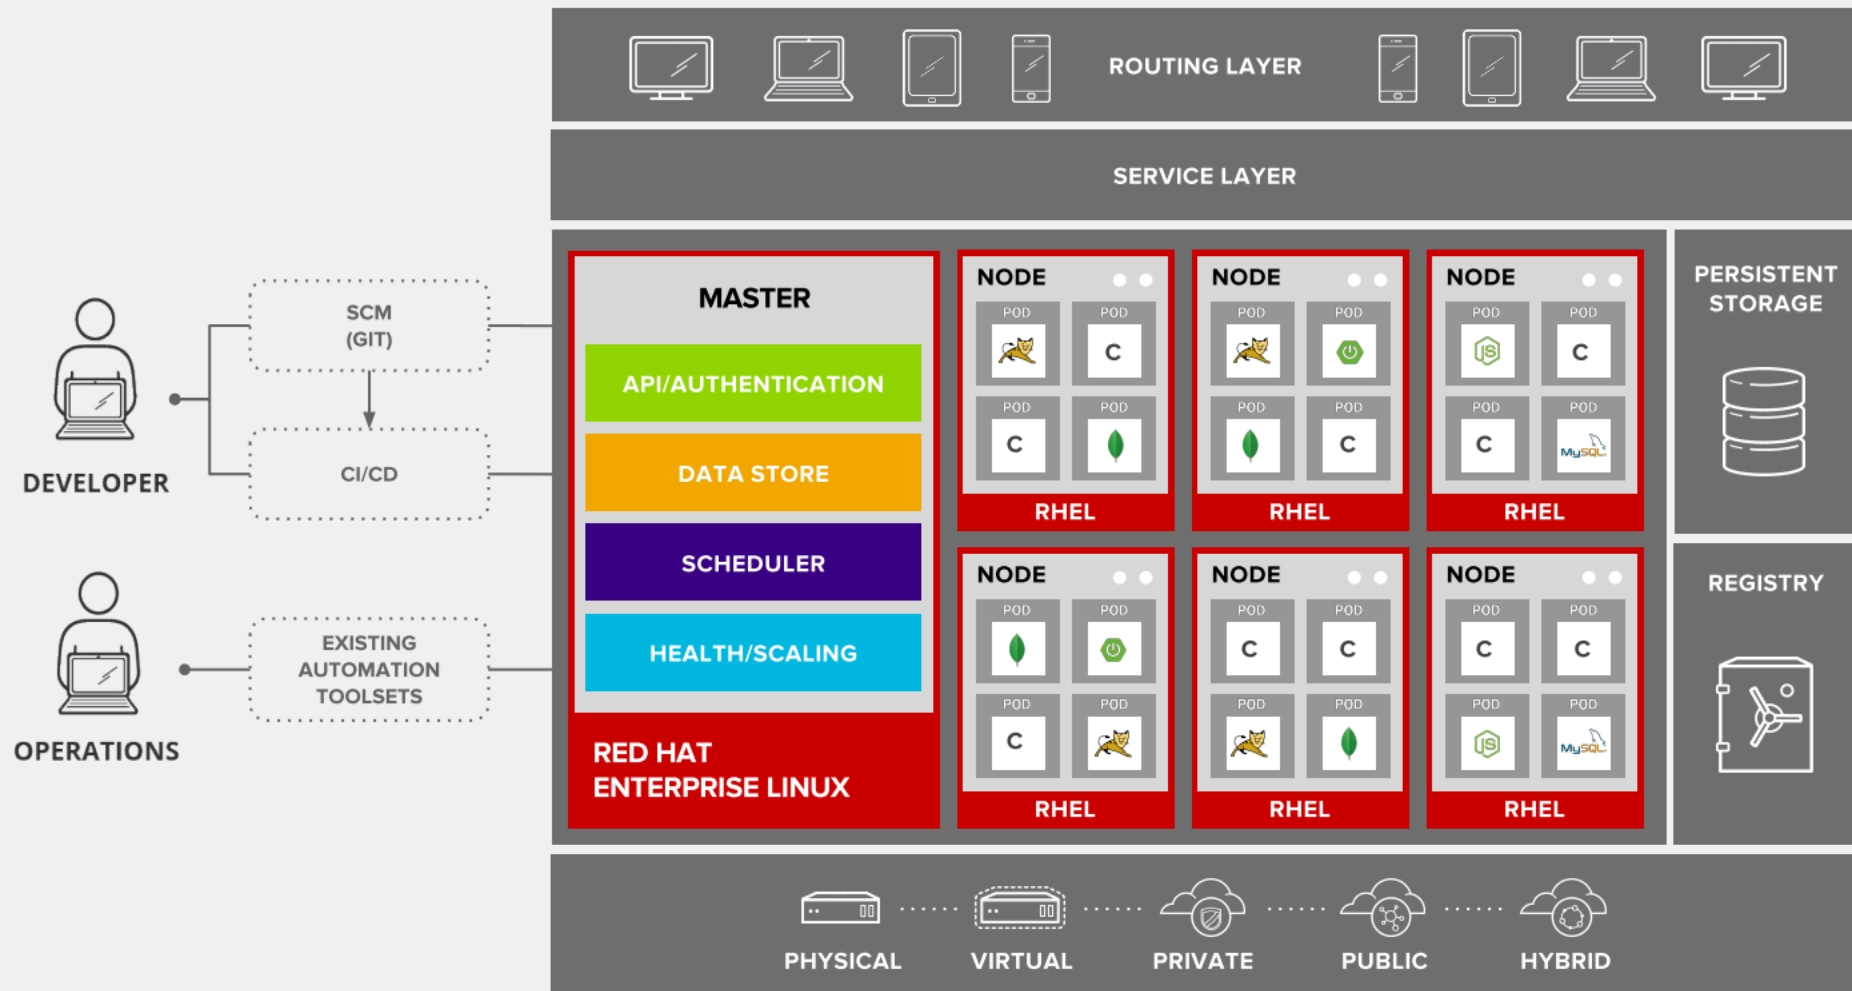 ROUTING LAYER
SERVICE LAYER
DEVELOPER
SCM
(GIT)
CI/CD
OPERATIONS
EXISTING
AUTOMATION
TOOLSETS
MASTER
API/AUTHENTICATION
DATA STORE
SCHEDULER
HEALTH/SCALING
RED HAT
ENTERPRISE LINUX
NODE
POD POD
C
POD POD
C
RHEL
NODE
POD POD
POD POD
C
RHEL
NODE
POD POD
JS C
POD POD
C MySQL
RHEL
NODE
POD POD
POD POD
C
RHEL
NODE
POD POD
C C
POD POD
RHEL
NODE
POD POD
C C
POD POD
JS MySQL
RHEL
PERSISTENT
STORAGE
REGISTRY
PHYSICAL
VIRTUAL
PRIVATE
PUBLIC
HYBRID